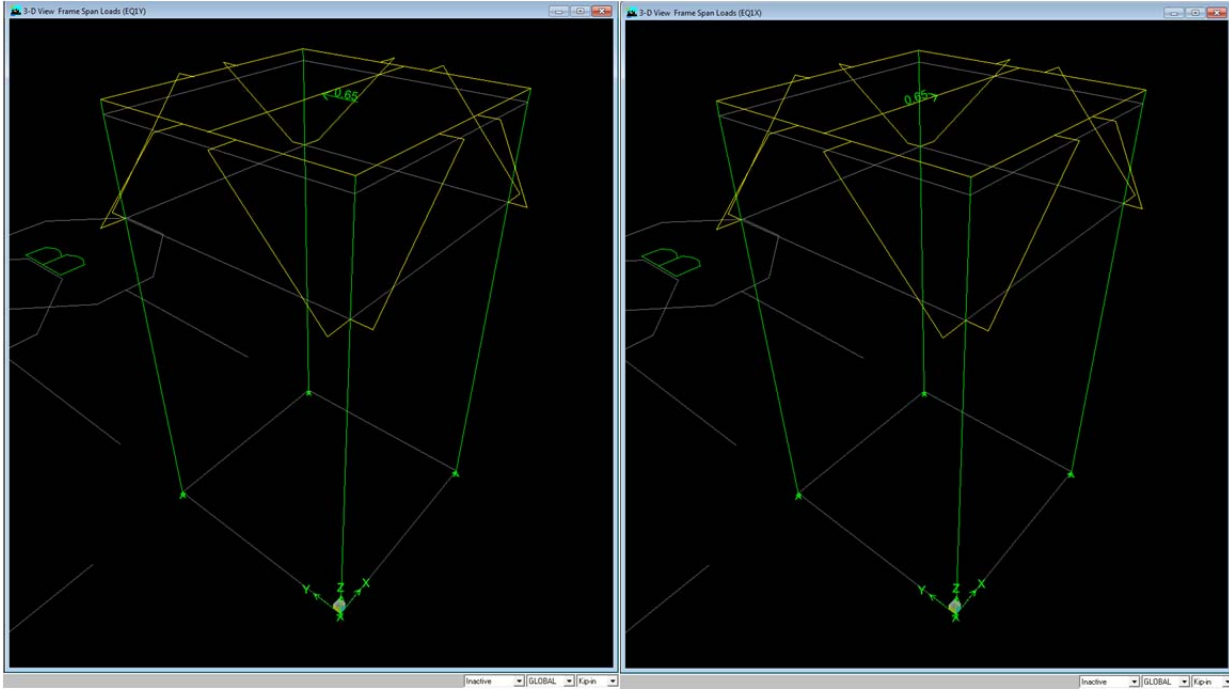 3-D View Frame Span Loads (EQ1Y)
0.65
B
Y
Z
X
Inactive
GLOBAL
Kip-in
3-D View Frame Span Loads (EQ1X)
0.65
B
Y
Z
X
Inactive
GLOBAL
Kip-in